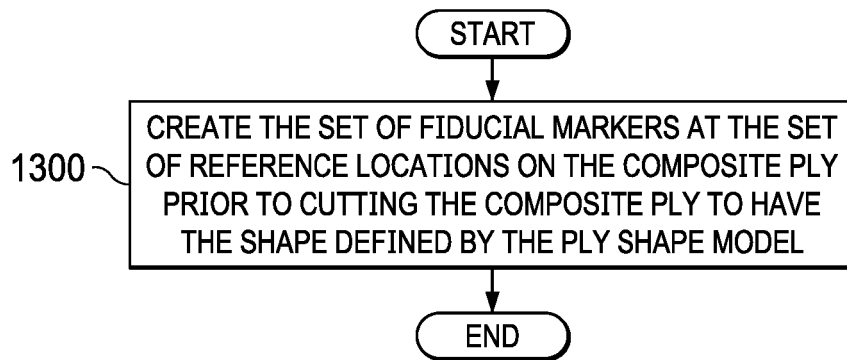 START
1300
CREATE THE SET OF FIDUCIAL MARKERS AT THE SET
OF REFERENCE LOCATIONS ON THE COMPOSITE PLY
PRIOR TO CUTTING THE COMPOSITE PLY TO HAVE
THE SHAPE DEFINED BY THE PLY SHAPE MODEL
END